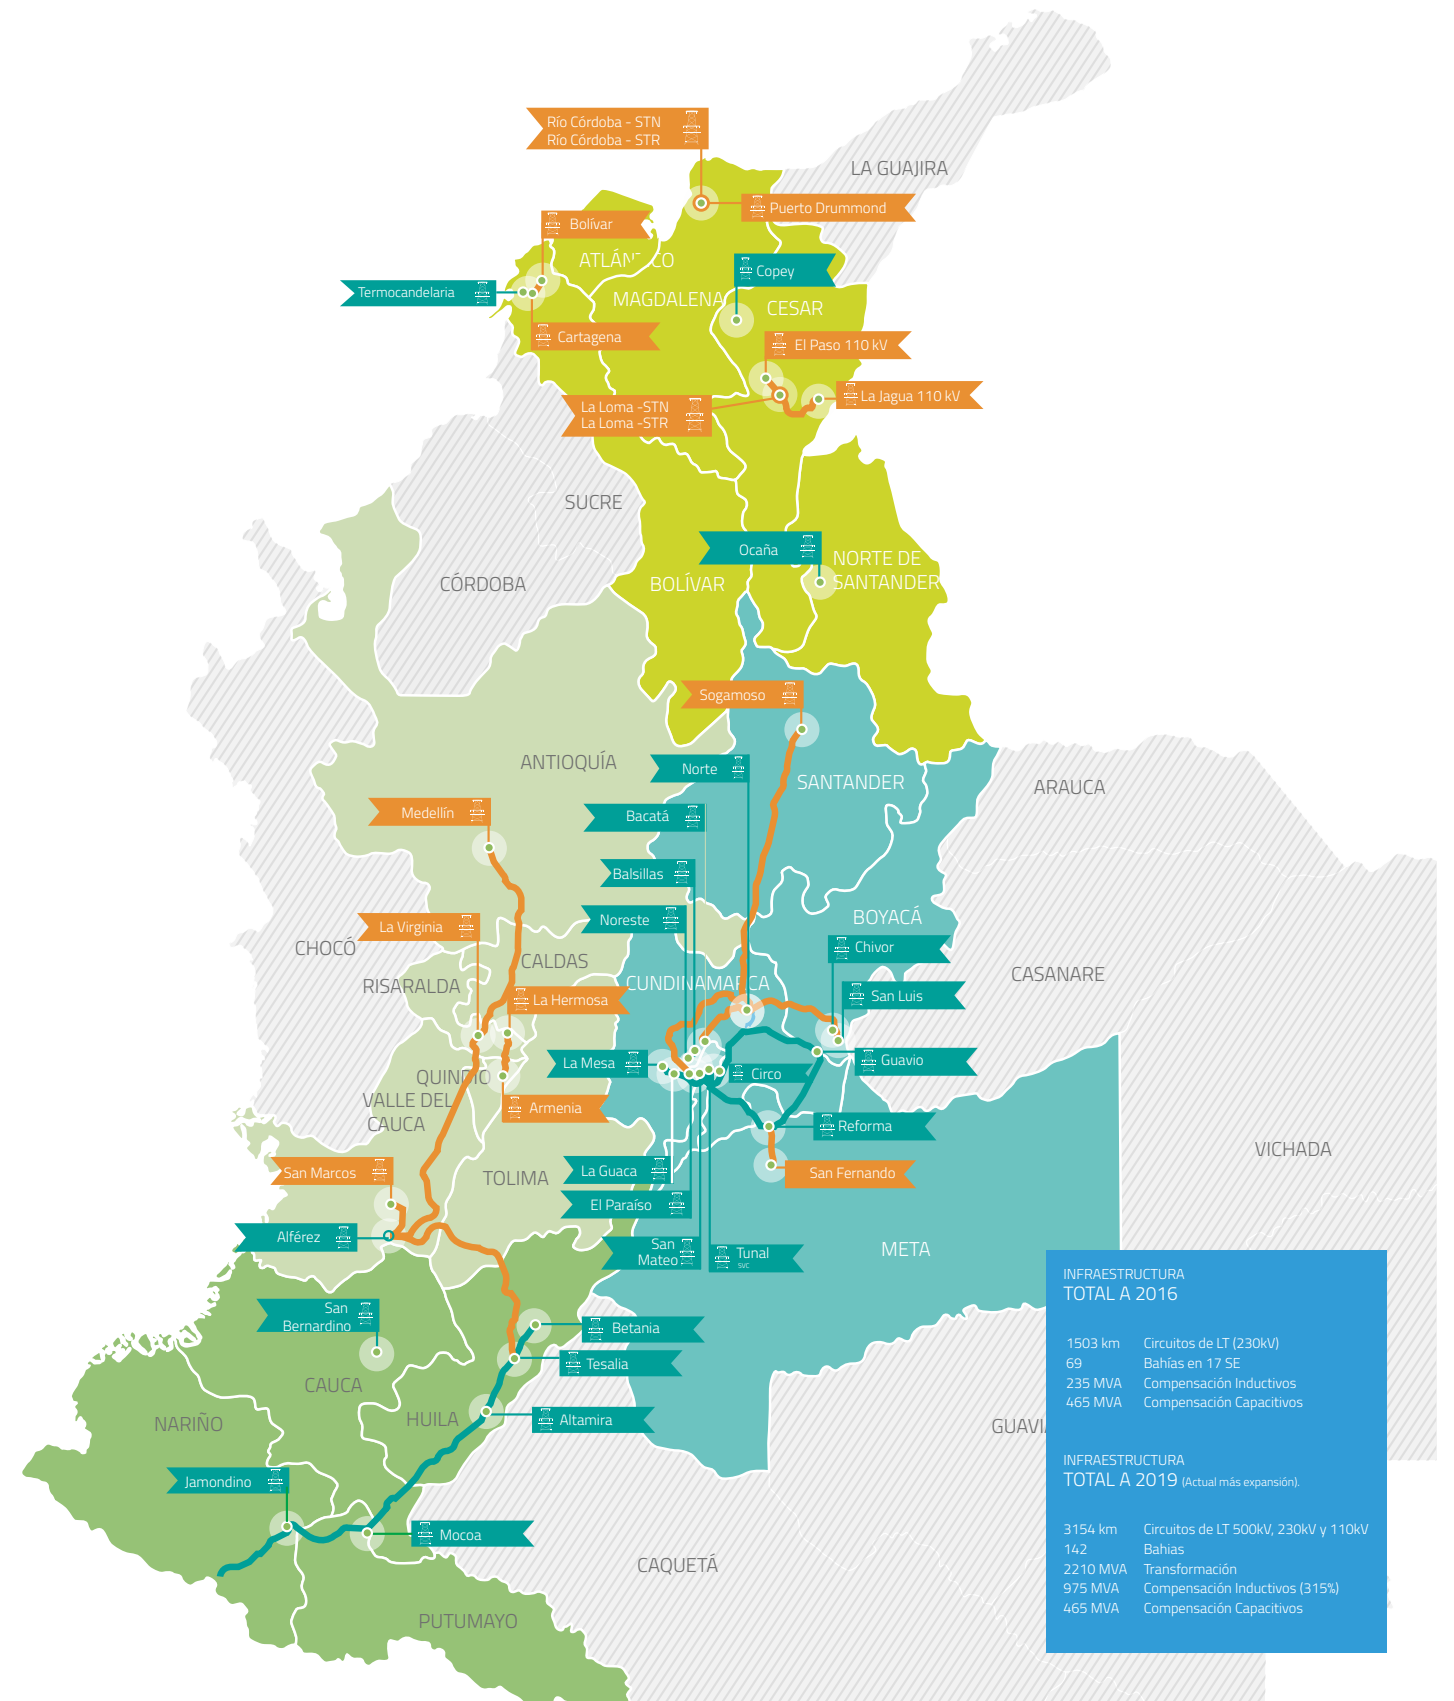 Río Córdoba - STN
Río Córdoba - STR
LA GUAJIRA
Puerto Drummond
Bolívar
ATLÁNTICO
Copey
Termocandelaria
MAGDALENA
CESAR
Cartagena
El Paso 110 kV
La Jagua 110 kV
La Loma -STN
La Loma -STR
SUCRE
Ocaña
NORTE DE
SANTANDER
CÓRDOBA
BOLÍVAR
Sogamoso
ANTIOQUÍA
Norte
SANTANDER
ARAUCA
Medellín
Bacatá
Balsillas
Noreste
BOYACÁ
La Virginia
CHOCÓ
Chivor
CALDAS
CASANARE
RISARALDA
CUNDINAMARCA
La Hermosa
San Luis
La Mesa
Guavio
QUINDIO
Circo
VALLE DEL
CAUCA
Armenia
Reforma
VICHADA
San Marcos
TOLIMA
La Guaca
San Fernando
El Paraíso
Alférez
San
Mateo
Tunal
SVC
META
San
Bernardino
Betania
Tesalia
CAUCA
NARIÑO
HUILA
Altamira
GUAVIA
Jamondino
Mocoa
CAQUETÁ
PUTUMAYO
INFRAESTRUCTURA
TOTAL A 2016
1503 km Circuitos de LT (230kV)
69 Bahías en 17 SE
235 MVA Compensación Inductivos
465 MVA Compensación Capacitivos
INFRAESTRUCTURA
TOTAL A 2019 (Actual más expansión).
3154 km Circuitos de LT 500kV, 230kV y 110kV
142 Bahias
2210 MVA Transformación
975 MVA Compensación Inductivos (315%)
465 MVA Compensación Capacitivos